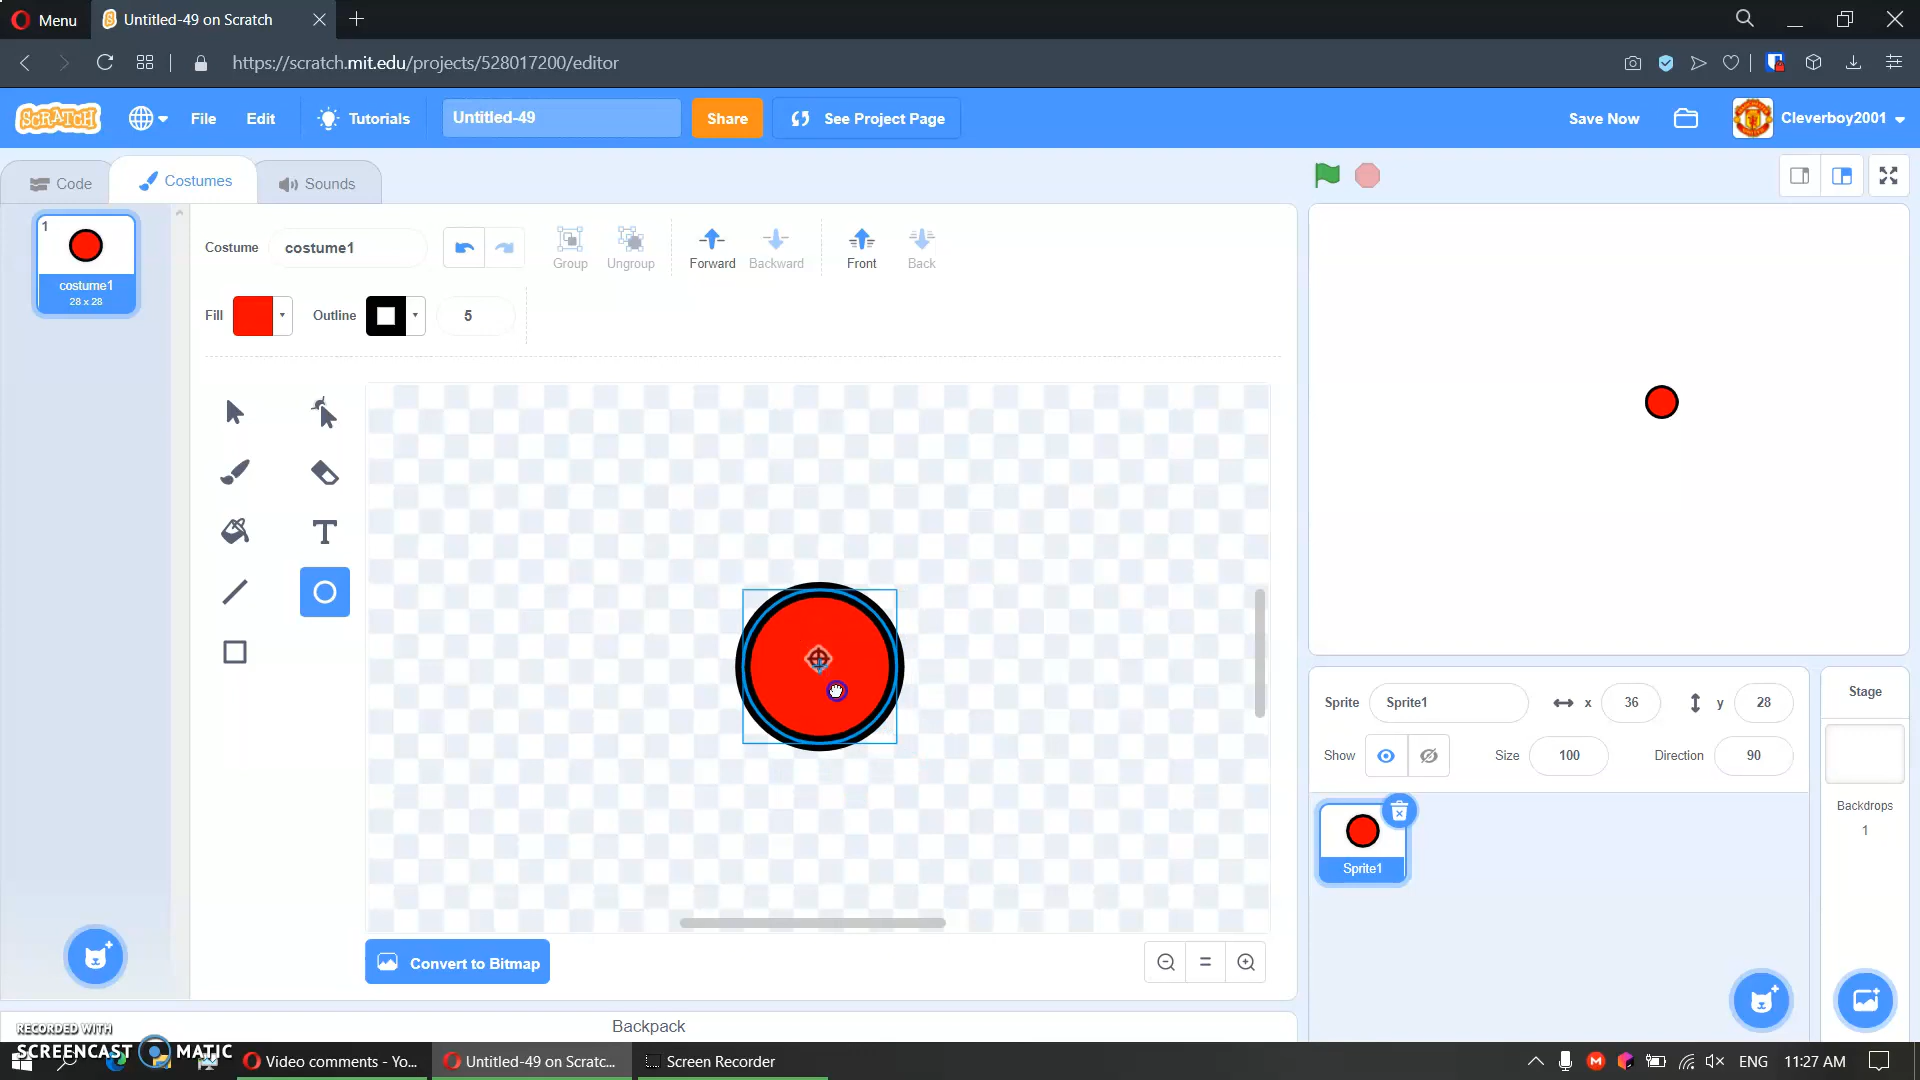 Menu
Untitled-49 on Scratch
https://scratch.mit.edu/projects/528017200/editor
SCRATCH
File
Edit
Tutorials
Untitled-49
Share
See Project Page
Save Now
Cleverboy2001
Code
Costumes
Sounds
1
costume1
28 x 28
Costume
costume1
Group
Ungroup
Forward
Backward
Front
Back
Fill
Outline
5
Convert to Bitmap
Backpack
Sprite
Sprite1
x
36
y
28
Show
Size
100
Direction
90
Sprite1
Stage
Backdrops
1
RECORDED WITH
SCREENCAST MATIC
Video comments - Yo...
Untitled-49 on Scratc...
Screen Recorder
ENG
11:27 AM